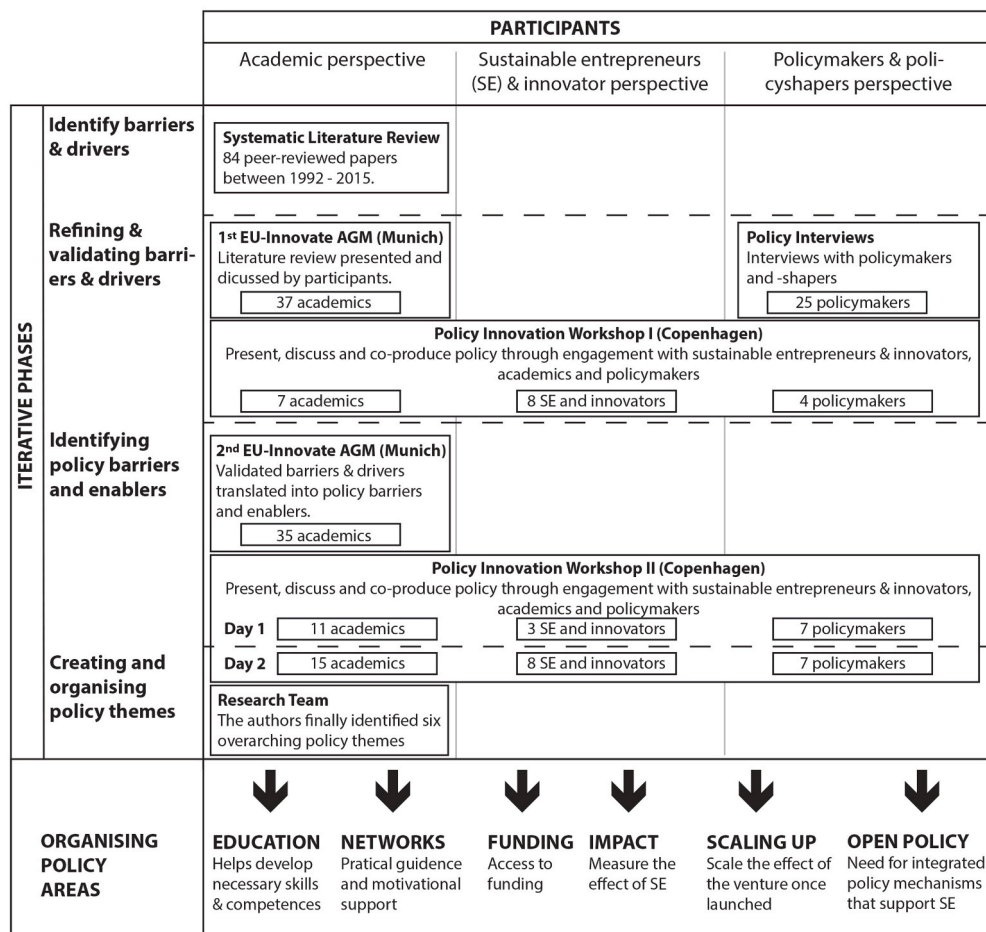 PARTICIPANTS
Academic perspective
Sustainable entrepreneurs
(SE) & innovator perspective
Policymakers & poli-
cyshapers perspective
ITERATIVE PHASES
Identify barriers
& drivers
Systematic Literature Review
84 peer-reviewed papers
between 1992 - 2015.
Refining &
validating barri-
ers & drivers
1st EU-Innovate AGM (Munich)
Literature review presented and
dicussed by participants.
37 academics
Policy Interviews
Interviews with policymakers
and -shapers
25 policymakers
Policy Innovation Workshop I (Copenhagen)
Present, discuss and co-produce policy through engagement with sustainable entrepreneurs & innovators,
academics and policymakers
7 academics
8 SE and innovators
4 policymakers
Identifying
policy barriers
and enablers
2nd EU-Innovate AGM (Munich)
Validated barriers & drivers
translated into policy barriers
and enablers.
35 academics
Policy Innovation Workshop II (Copenhagen)
Present, discuss and co-produce policy through engagement with sustainable entrepreneurs & innovators,
academics and policymakers
Day 1
11 academics
3 SE and innovators
7 policymakers
Creating and
organising
policy themes
Day 2
15 academics
8 SE and innovators
7 policymakers
Research Team
The authors finally identified six
overarching policy themes
ORGANISING
POLICY
AREAS
EDUCATION
Helps develop
necessary skills
& competences
NETWORKS
Pratical guidence
and motivational
support
FUNDING
Access to
funding
IMPACT
Measure the
effect of SE
SCALING UP
Scale the effect of
the venture once
launched
OPEN POLICY
Need for integrated
policy mechanisms
that support SE